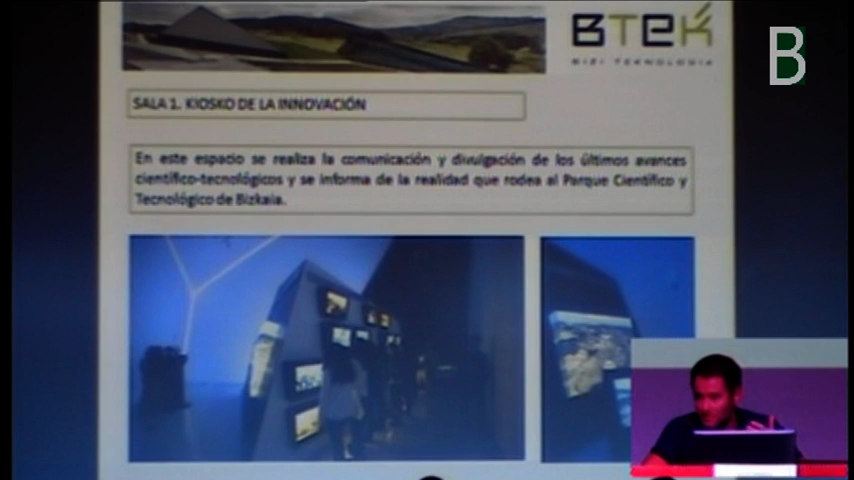 BTEK
BIZI TEKNOLOGIA
B
SALA 1. KIOSKO DE LA INNOVACIÓN
En este espacio se realiza la comunicación y divulgación de los últimos avances
científico-tecnológicos y se informa de la realidad que rodea al Parque Científico y
Tecnológico de Bizkaia.